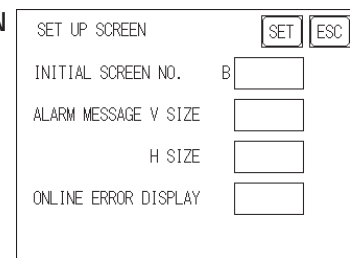 N
SET UP SCREEN SET ESC
INITIAL SCREEN NO. B
ALARM MESSAGE V SIZE
H SIZE
ONLINE ERROR DISPLAY